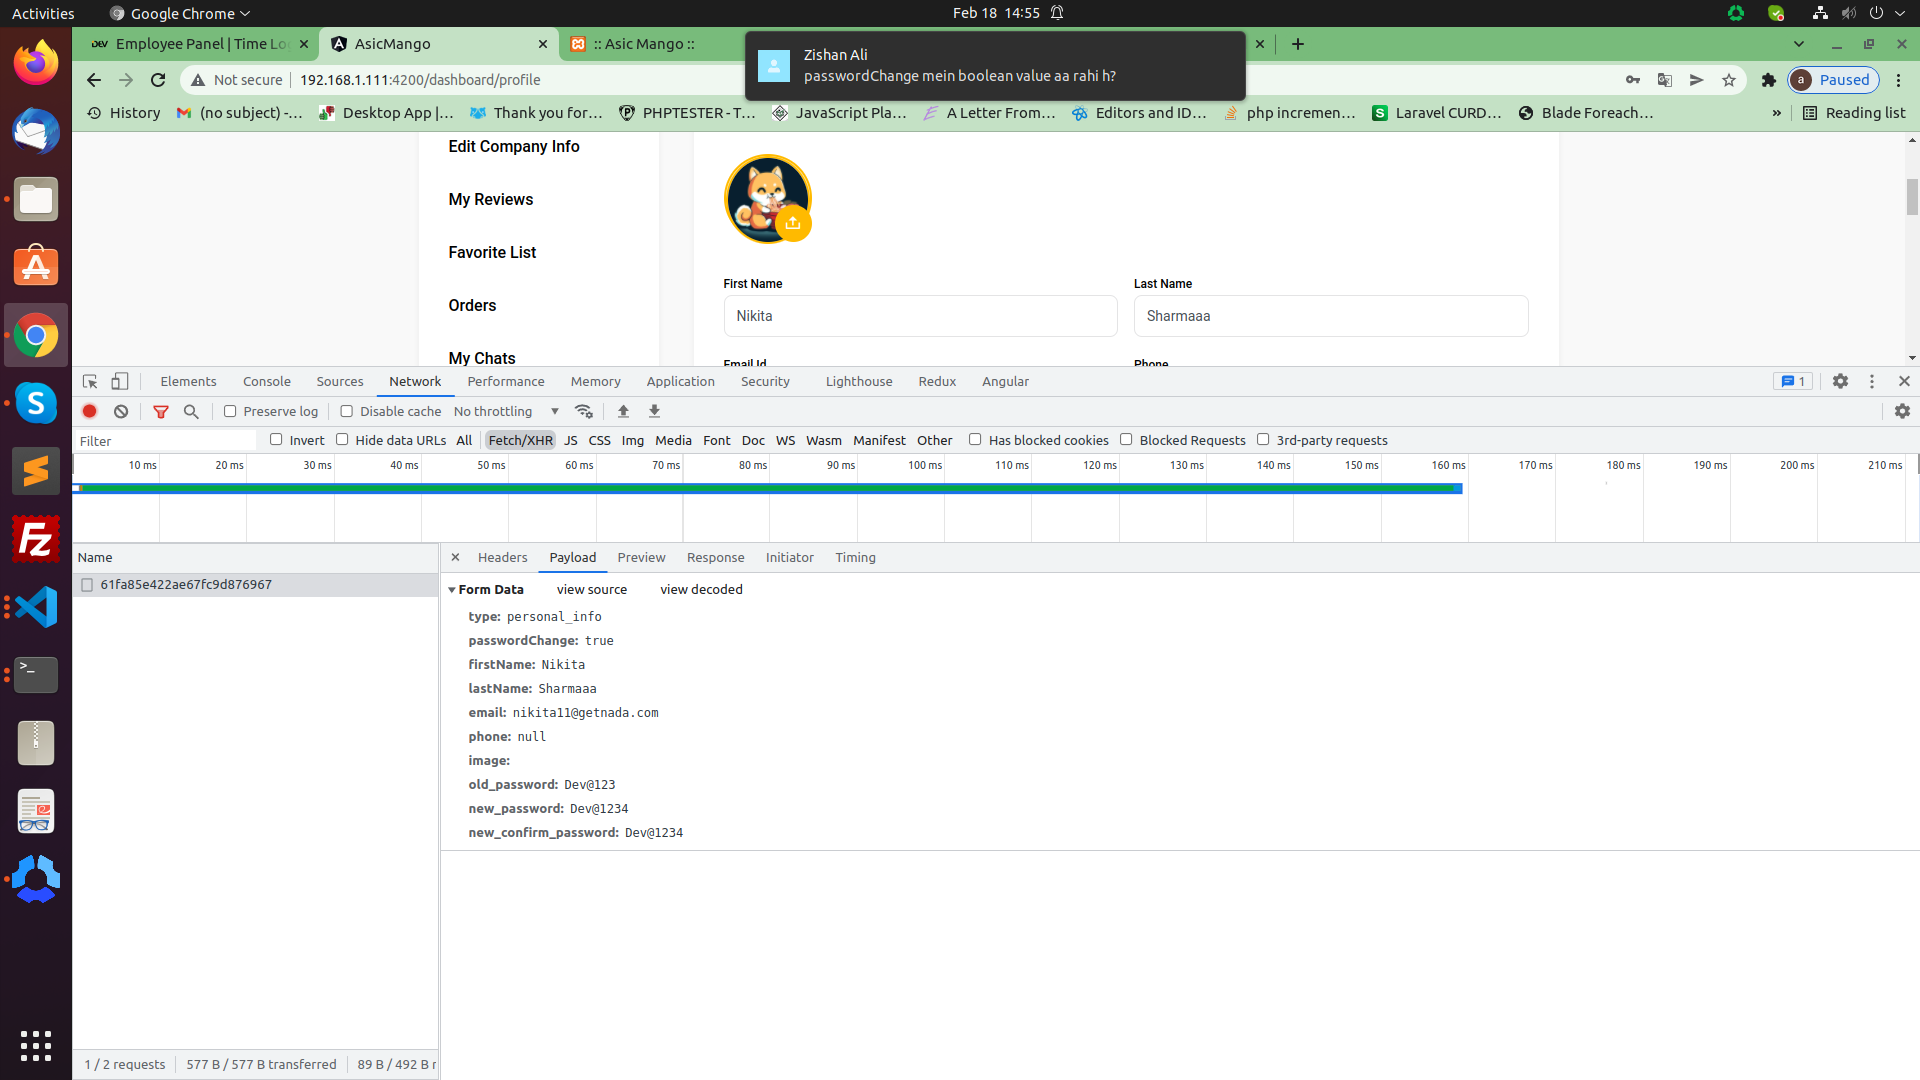 Activities
Google Chrome
Feb 18 14:55
Employee Panel | Time Lo
AsicMango
:: Asic Mango ::
Zishan Ali
passwordChange mein boolean value aa rahi h?
Not secure
192.168.1.111:4200/dashboard/profile
a
Paused
History
(no subject) -...
Desktop App |...
Thank you for...
PHPTESTER - T...
JavaScript Pla...
A Letter From...
Editors and ID...
php incremen...
Laravel CURD...
Blade Foreach...
»
Reading list
Edit Company Info
My Reviews
Favorite List
Orders
My Chats
First Name
Last Name
Nikita
Sharmaaa
Email Id
Phone
Elements
Console
Sources
Network
Performance
Memory
Application
Security
Lighthouse
Redux
Angular
1
Preserve log
Disable cache
No throttling
Filter
Invert
Hide data URLs
All
Fetch/XHR
JS
CSS
Img
Media
Font
Doc
WS
Wasm
Manifest
Other
Has blocked cookies
Blocked Requests
3rd-party requests
10 ms
20 ms
30 ms
40 ms
50 ms
60 ms
70 ms
80 ms
90 ms
100 ms
110 ms
120 ms
130 ms
140 ms
150 ms
160 ms
170 ms
180 ms
190 ms
200 ms
210 ms
Name
Headers
Payload
Preview
Response
Initiator
Timing
61fa85e422ae67fc9d876967
Form Data
view source
view decoded
type: personal_info
passwordChange: true
firstName: Nikita
lastName: Sharmaaa
email: nikita11@getnada.com
phone: null
image:
old_password: Dev@123
new_password: Dev@1234
new_confirm_password: Dev@1234
1 / 2 requests
577 B / 577 B transferred
89 B / 492 B r